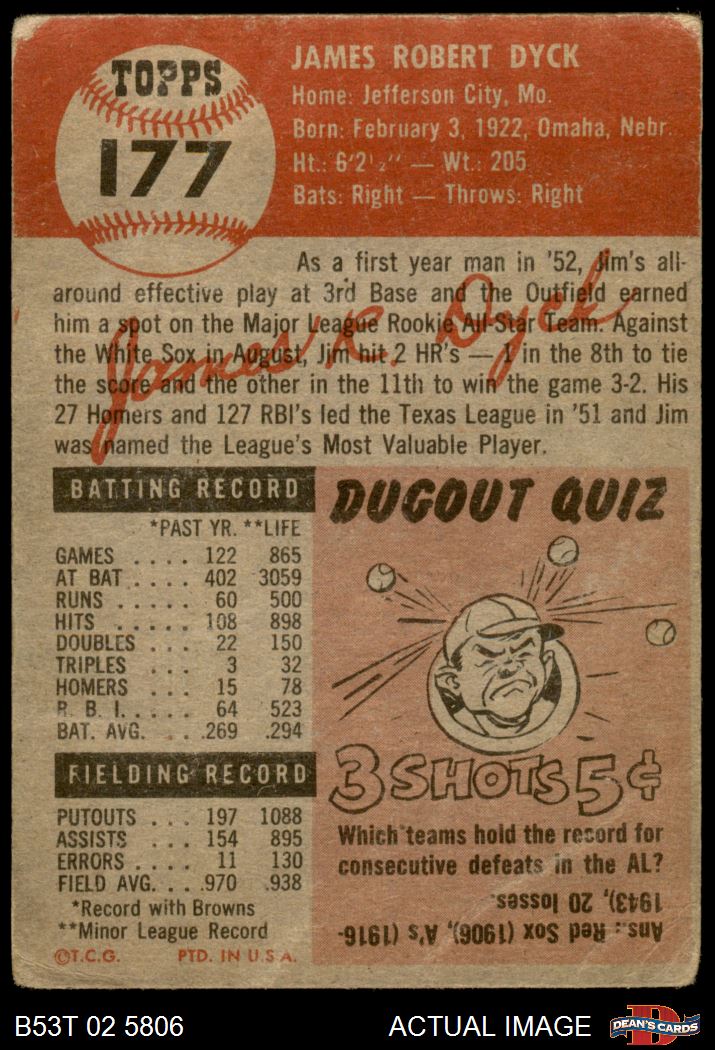 TOPPS
177
JAMES ROBERT DYCK
Home: Jefferson City, Mo.
Born: February 3, 1922, Omaha, Nebr.
Ht.: 6'2½" — Wt.: 205
Bats: Right — Throws: Right
As a first year man in '52, Jim's all-
around effective play at 3rd Base and the Outfield earned
him a spot on the Major League Rookie All-Star Team. Against
the White Sox in August, Jim hit 2 HR's — 1 in the 8th to tie
the score and the other in the 11th to win the game 3-2. His
27 Homers and 127 RBI's led the Texas League in '51 and Jim
was named the League's Most Valuable Player.
James R. Dyck
BATTING RECORD
*PAST YR. **LIFE
GAMES .... 122 865
AT BAT .... 402 3059
RUNS ..... 60 500
HITS ..... 108 898
DOUBLES ... 22 150
TRIPLES ... 3 32
HOMERS ... 15 78
R. B. I. .... 64 523
BAT. AVG. ... .269 .294
FIELDING RECORD
PUTOUTS ... 197 1088
ASSISTS ... 154 895
ERRORS .... 11 130
FIELD AVG. ... .970 .938
*Record with Browns
**Minor League Record
©T.C.G. PTD. IN U.S.A.
DUGOUT QUIZ
3 SHOTS 5¢
Which teams hold the record for
consecutive defeats in the AL?
Ans.: Red Sox (1906), A's (1916-
1943), 20 losses.
B53T 02 5806
ACTUAL IMAGE
D
DEAN'S CARDS